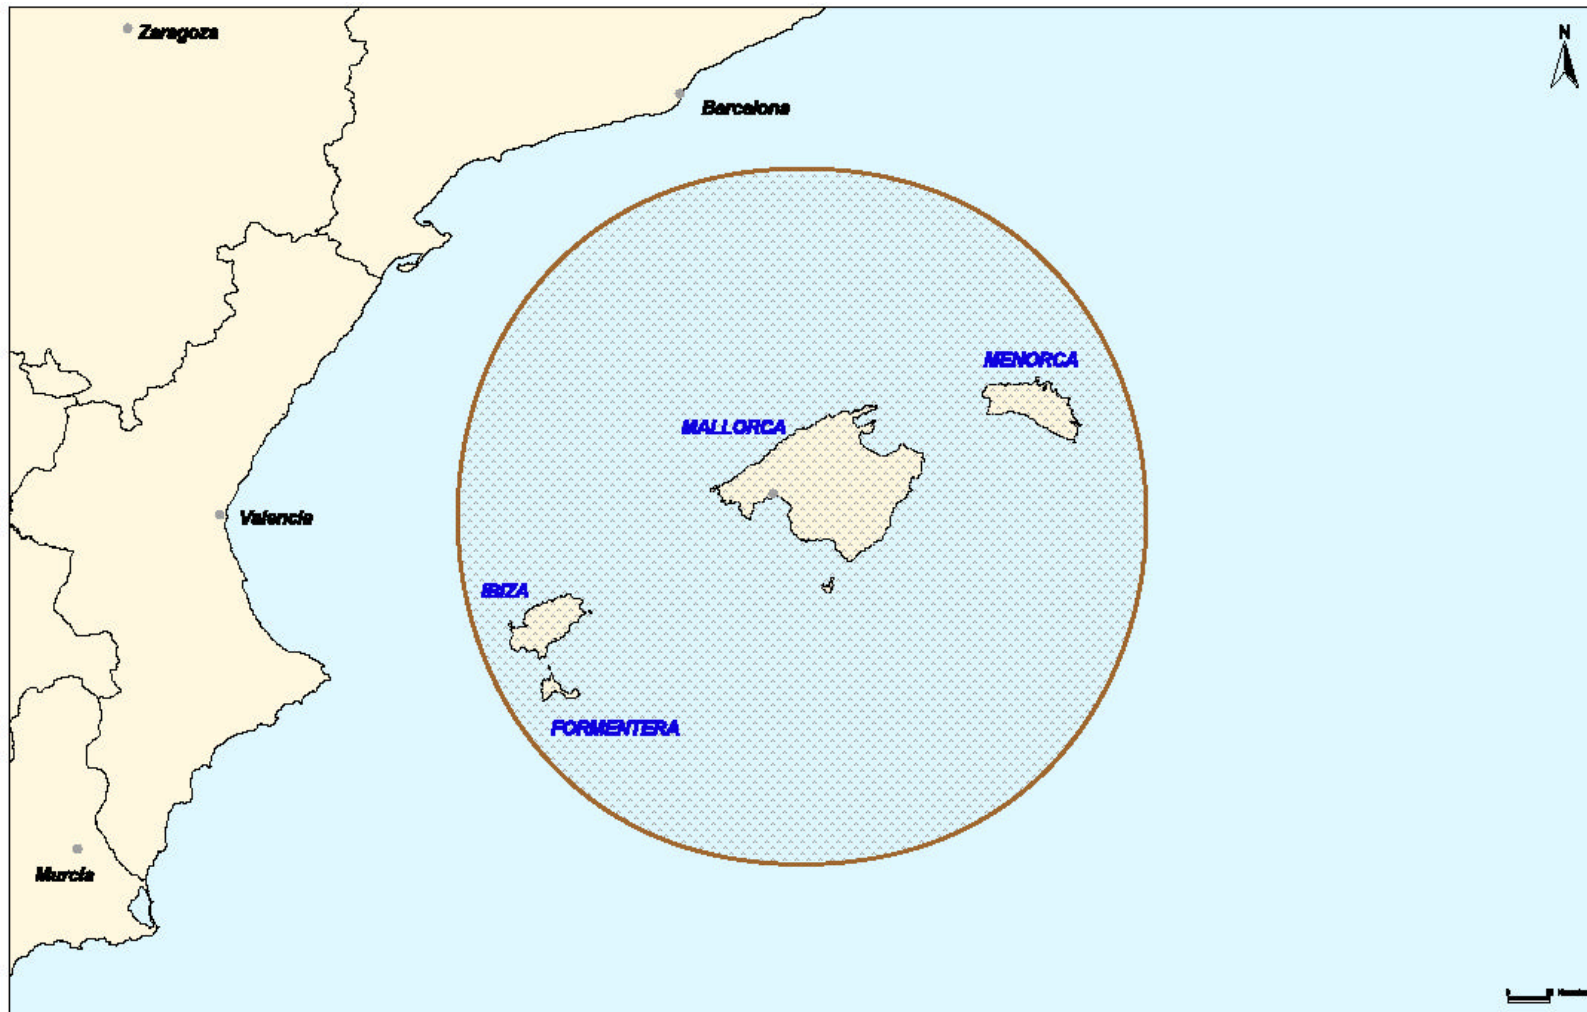 Zaragoza
N
Barcelona
MENORCA
MALLORCA
Valencia
IBIZA
FORMENTERA
Murcia